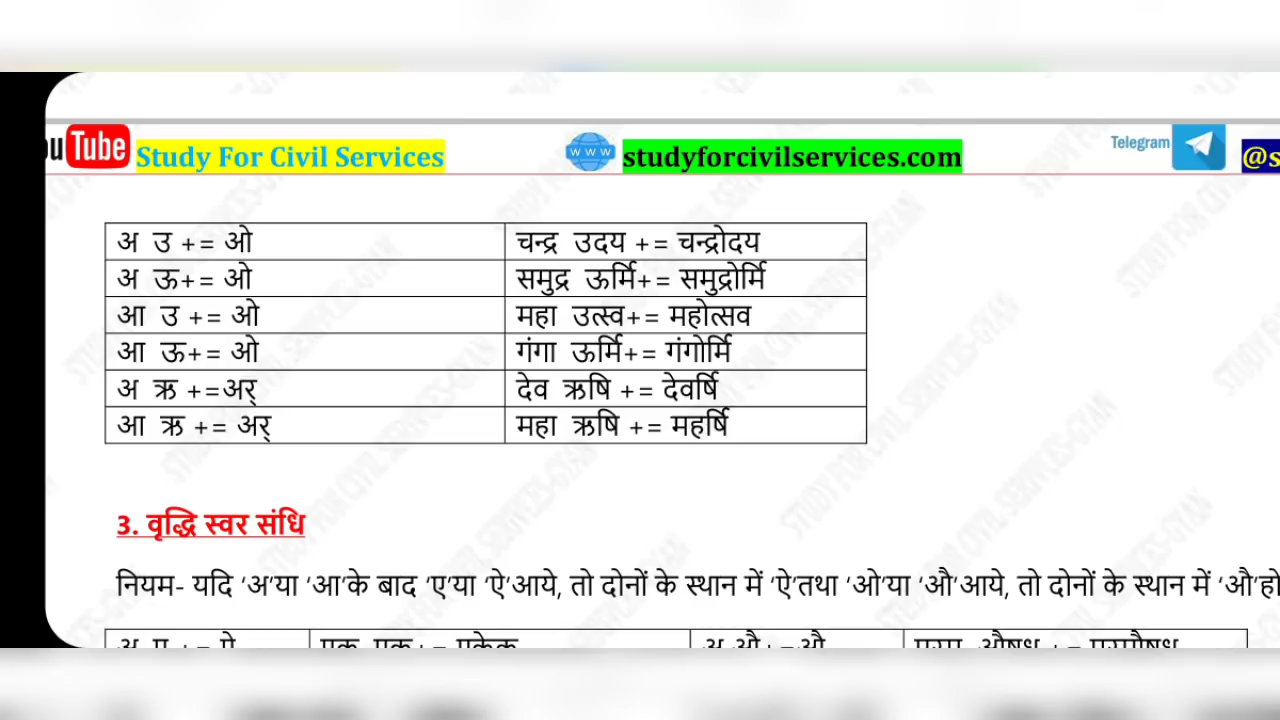 YouTube Study For Civil Services www studyforcivilservices.com Telegram
अ उ += ओ चन्द्र उदय += चन्द्रोदय
अ ऊ+= ओ समुद्र ऊर्मि+= समुद्रोर्मि
आ उ += ओ महा उत्स्व+= महोत्सव
आ ऊ+= ओ गंगा ऊर्मि+= गंगोर्मि
अ ऋ +=अर् देव ऋषि += देवर्षि
आ ऋ += अर् महा ऋषि += महर्षि
3. वृद्धि स्वर संधि
नियम- यदि ‘अ’या ‘आ’के बाद ‘ए’या ‘ऐ’आये, तो दोनों के स्थान में ‘ऐ’तथा ‘ओ’या ‘औ’आये, तो दोनों के स्थान में ‘औ’हो